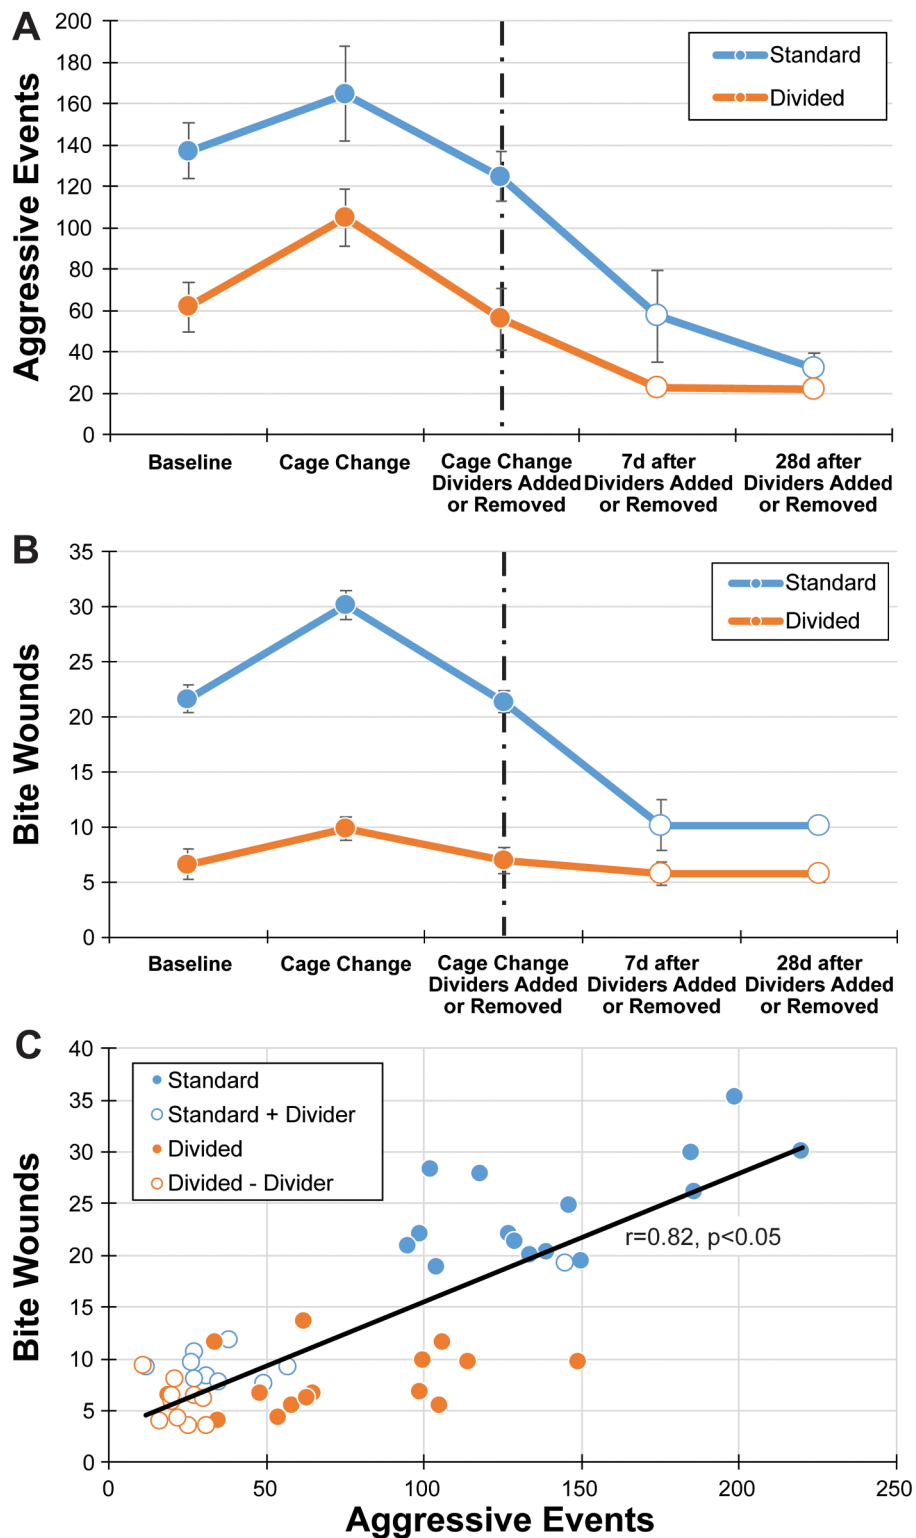 A
Aggressive Events
200
180
160
140
120
100
80
60
40
20
0
Standard
Divided
Baseline
Cage Change
Cage Change
Dividers Added
or Removed
7d after
Dividers Added
or Removed
28d after
Dividers Added
or Removed
B
Bite Wounds
35
30
25
20
15
10
5
0
Standard
Divided
Baseline
Cage Change
Cage Change
Dividers Added
or Removed
7d after
Dividers Added
or Removed
28d after
Dividers Added
or Removed
C
Bite Wounds
40
35
30
25
20
15
10
5
0
Standard
Standard + Divider
Divided
Divided - Divider
r=0.82, p<0.05
0
50
100
150
200
250
Aggressive Events